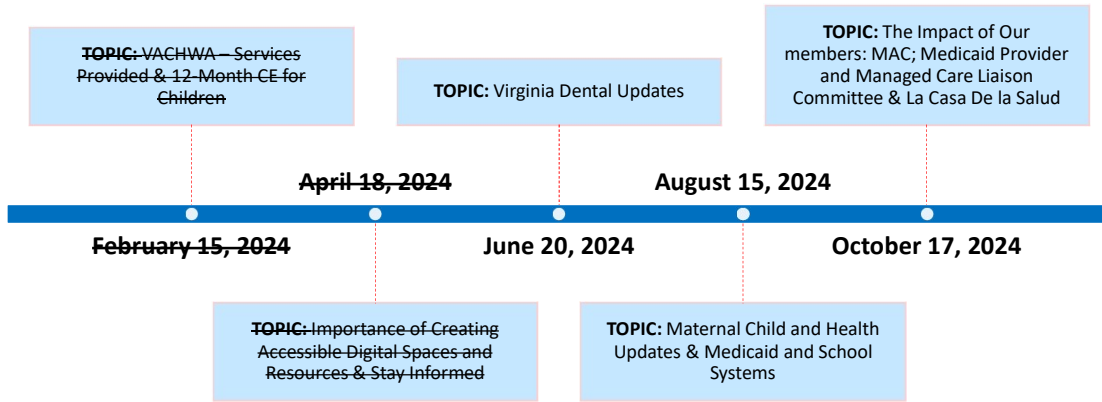 TOPIC: VACHWA – Services
Provided & 12-Month CE for
Children
TOPIC: Virginia Dental Updates
TOPIC: The Impact of Our
members: MAC; Medicaid Provider
and Managed Care Liaison
Committee & La Casa De la Salud
April 18, 2024
August 15, 2024
February 15, 2024
June 20, 2024
October 17, 2024
TOPIC: Importance of Creating
Accessible Digital Spaces and
Resources & Stay Informed
TOPIC: Maternal Child and Health
Updates & Medicaid and School
Systems